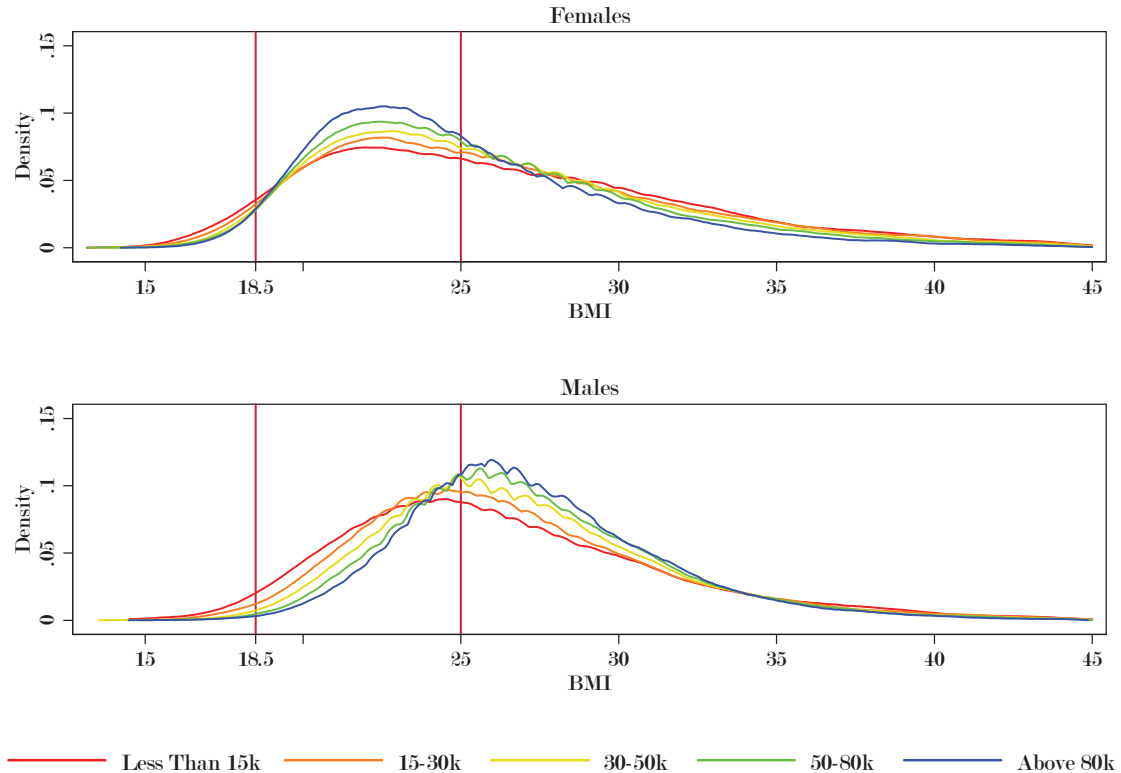 Females
.15
.1
.05
0
Density
15 18.5 25 30 35 40 45
BMI
Males
.15
.1
.05
0
Density
15 18.5 25 30 35 40 45
BMI
Less Than 15k 15-30k 30-50k 50-80k Above 80k